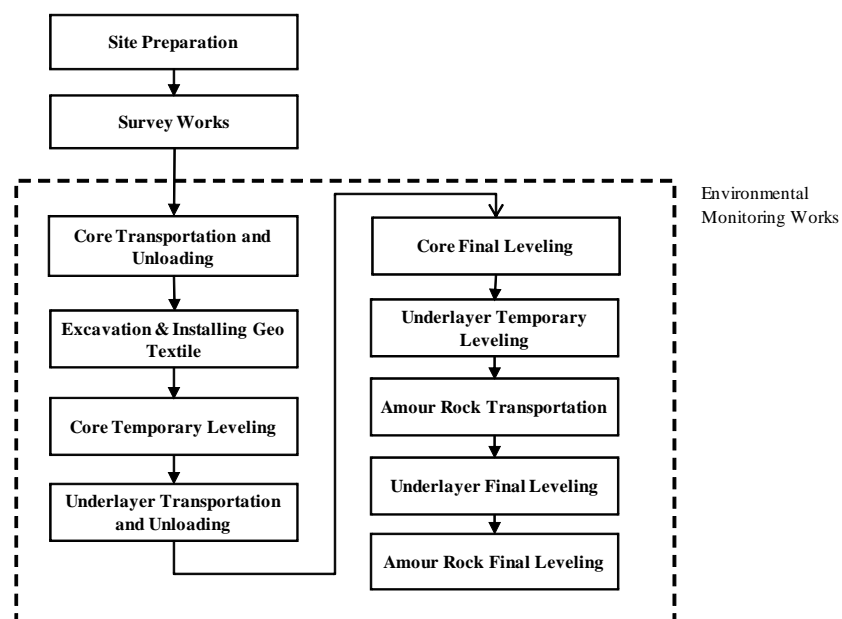 Site Preparation
Survey Works
Core Transportation and
Unloading
Excavation & Installing Geo
Textile
Core Temporary Leveling
Underlayer Transportation
and Unloading
Core Final Leveling
Underlayer Temporary
Leveling
Amour Rock Transportation
Underlayer Final Leveling
Amour Rock Final Leveling
Environmental
Monitoring Works